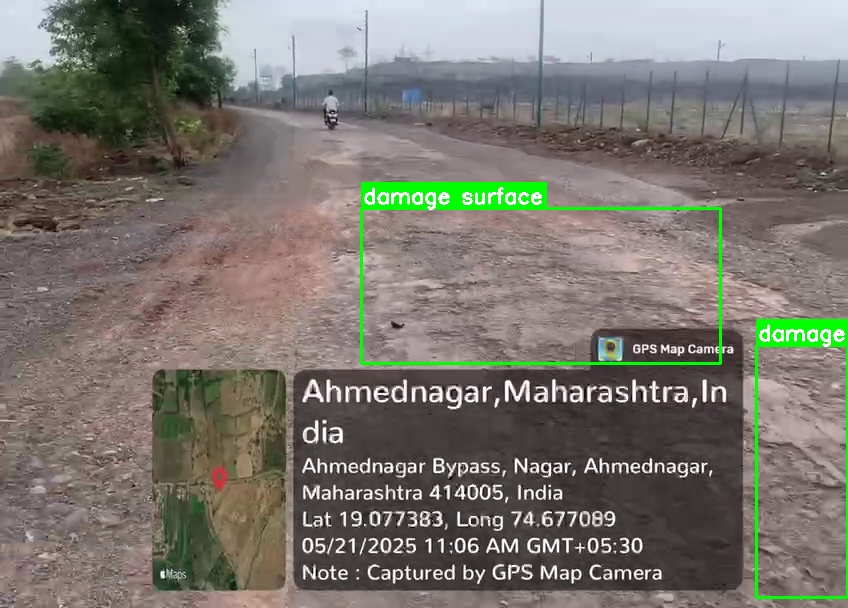 damage surface
damage
GPS Map Camera
Ahmednagar,Maharashtra,In
dia
Ahmednagar Bypass, Nagar, Ahmednagar,
Maharashtra 414005, India
Lat 19.077383, Long 74.677089
05/21/2025 11:06 AM GMT+05:30
Note : Captured by GPS Map Camera
Maps